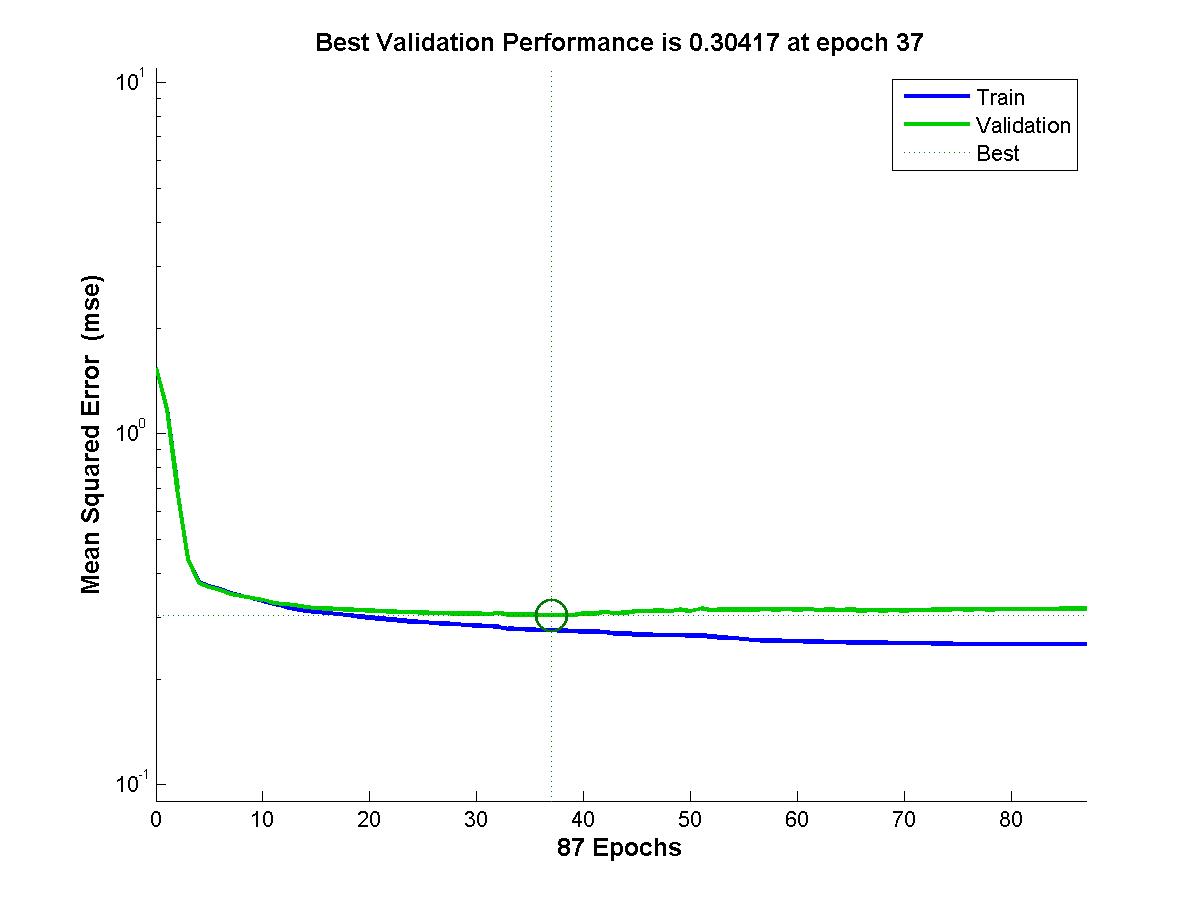 Best Validation Performance is 0.30417 at epoch 37
10^1
Train
Validation
Best
Mean Squared Error (mse)
10^0
10^-1
0 10 20 30 40 50 60 70 80
87 Epochs